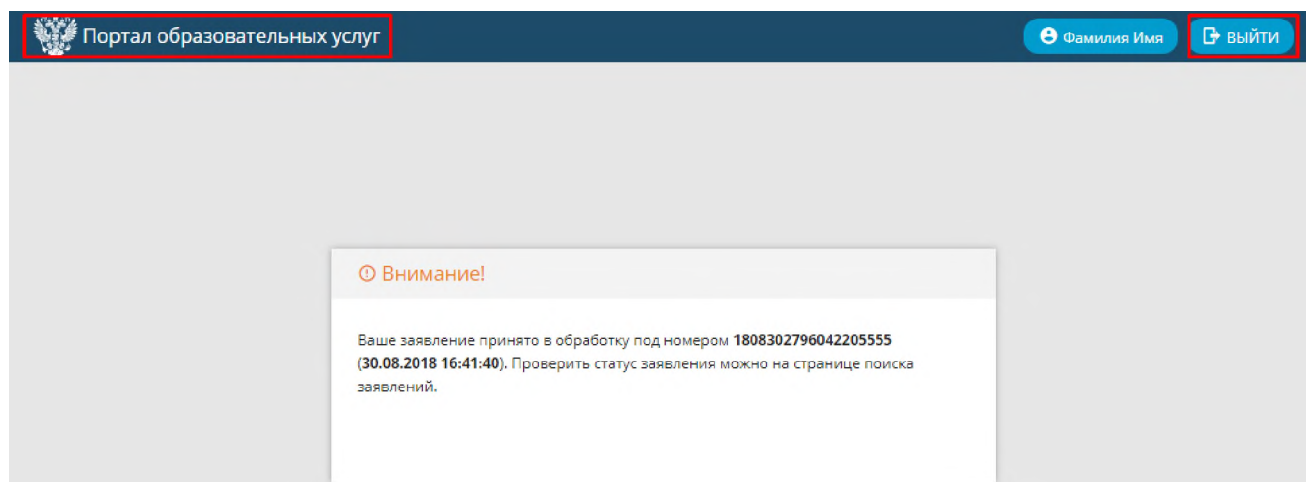 Портал образовательных услуг
Фамилия Имя
ВЫЙТИ
Внимание!
Ваше заявление принято в обработку под номером 1808302796042205555
(30.08.2018 16:41:40). Проверить статус заявления можно на странице поиска
заявлений.